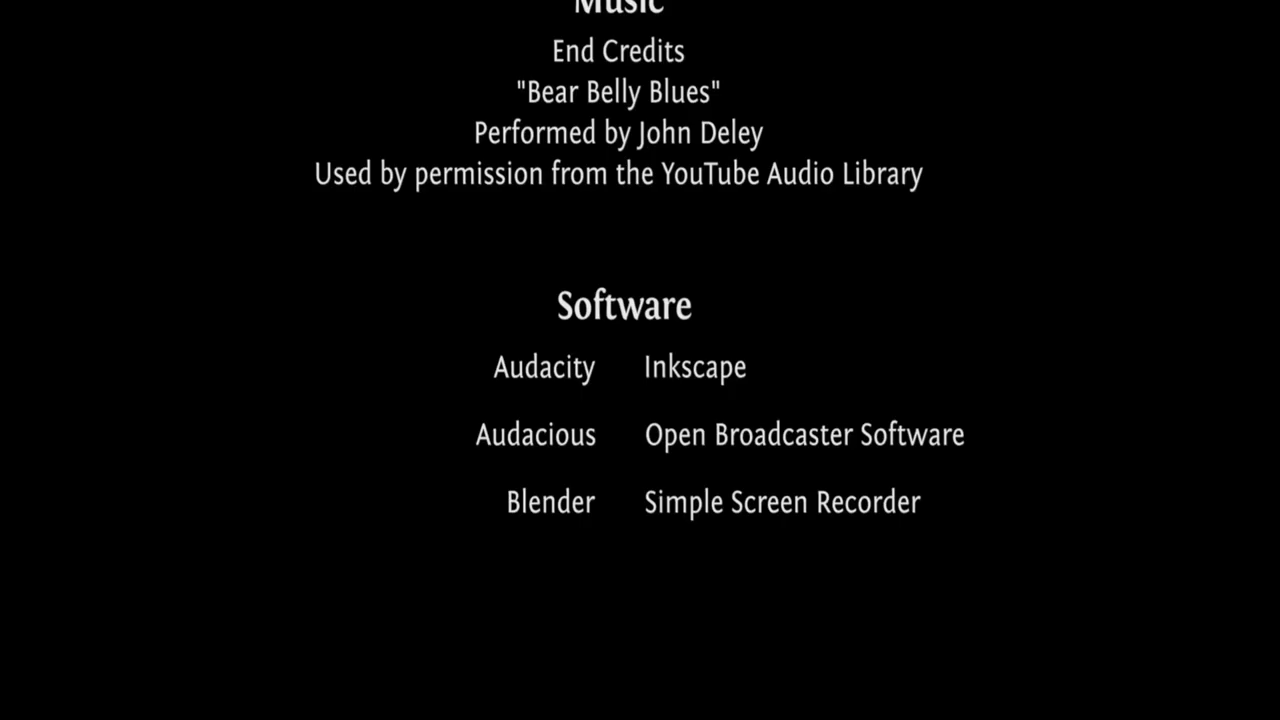 Music
End Credits
"Bear Belly Blues"
Performed by John Deley
Used by permission from the YouTube Audio Library
Software
Audacity Inkscape
Audacious Open Broadcaster Software
Blender Simple Screen Recorder